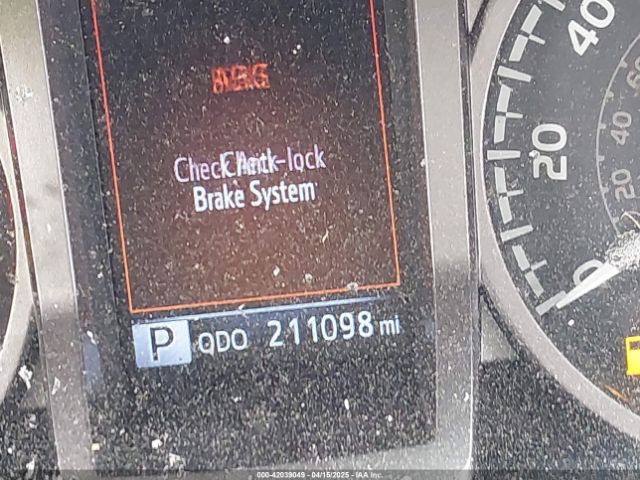 Check Anti-lock
Brake System
P ODO 211098 mi
0
20
40
20
40
000-42039049 - 04/15/2025 - IAA Inc.